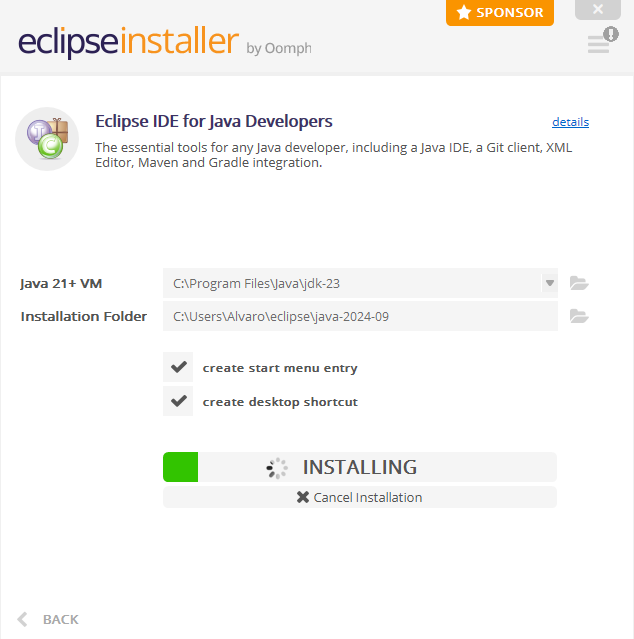 SPONSOR
eclipseinstaller by Oomph
Eclipse IDE for Java Developers
details
The essential tools for any Java developer, including a Java IDE, a Git client, XML
Editor, Maven and Gradle integration.
Java 21+ VM
C:\Program Files\Java\jdk-23
Installation Folder
C:\Users\Alvaro\eclipse\java-2024-09
create start menu entry
create desktop shortcut
INSTALLING
Cancel Installation
BACK